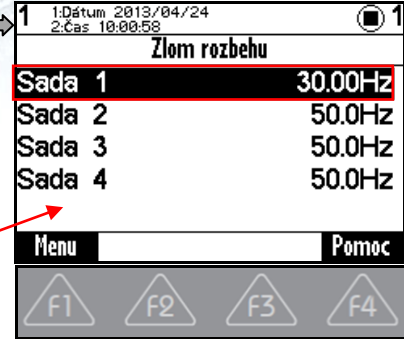 1 1:Dátum 2013/04/24 1
2:Čas 10:00:58
Zlom rozbehu
Sada 1 30.00Hz
Sada 2 50.0Hz
Sada 3 50.0Hz
Sada 4 50.0Hz
Menu Pomoc
F1 F2 F3 F4